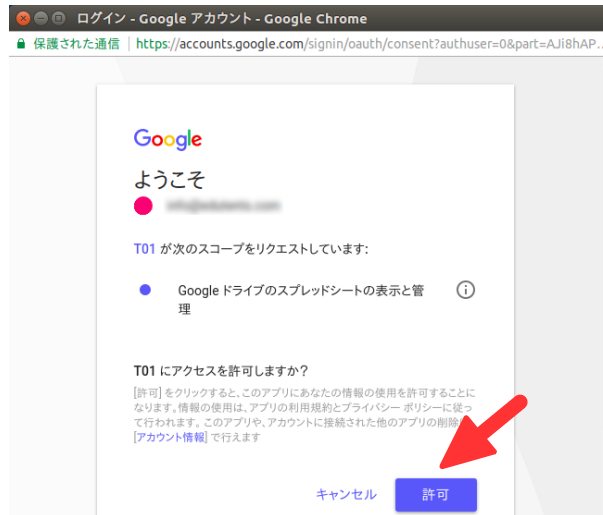 ログイン - Google アカウント - Google Chrome
保護された通信 | https://accounts.google.com/signin/oauth/consent?authuser=0&part=AJi8hAP...
Google
ようこそ
T01 が次のスコープをリクエストしています:
Google ドライブのスプレッドシートの表示と管
理
T01 にアクセスを許可しますか？
[許可] をクリックすると、このアプリにあなたの情報の使用を許可することに
なります。情報の使用は、アプリの利用規約とプライバシー ポリシーに従っ
て行われます。このアプリや、アカウントに接続された他のアプリの削除
[アカウント情報] で行えます
キャンセル
許可